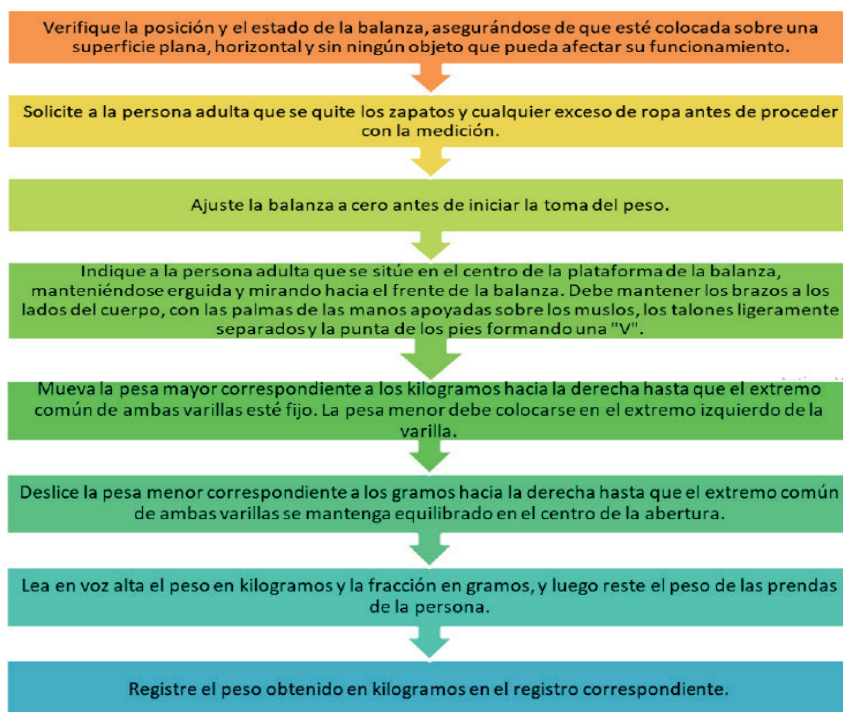 Verifique la posición y el estado de la balanza, asegurándose de que esté colocada sobre una
superficie plana, horizontal y sin ningún objeto que pueda afectar su funcionamiento.
Solicite a la persona adulta que se quite los zapatos y cualquier exceso de ropa antes de proceder
con la medición.
Ajuste la balanza a cero antes de iniciar la toma del peso.
Indique a la persona adulta que se sitúe en el centro de la plataforma de la balanza,
manteniéndose erguida y mirando hacia el frente de la balanza. Debe mantener los brazos a los
lados del cuerpo, con las palmas de las manos apoyadas sobre los muslos, los talones ligeramente
separados y la punta de los pies formando una "V".
Mueva la pesa mayor correspondiente a los kilogramos hacia la derecha hasta que el extremo
común de ambas varillas esté fijo. La pesa menor debe colocarse en el extremo izquierdo de la
varilla.
Deslice la pesa menor correspondiente a los gramos hacia la derecha hasta que el extremo común
de ambas varillas se mantenga equilibrado en el centro de la abertura.
Lea en voz alta el peso en kilogramos y la fracción en gramos, y luego reste el peso de las prendas
de la persona.
Registre el peso obtenido en kilogramos en el registro correspondiente.